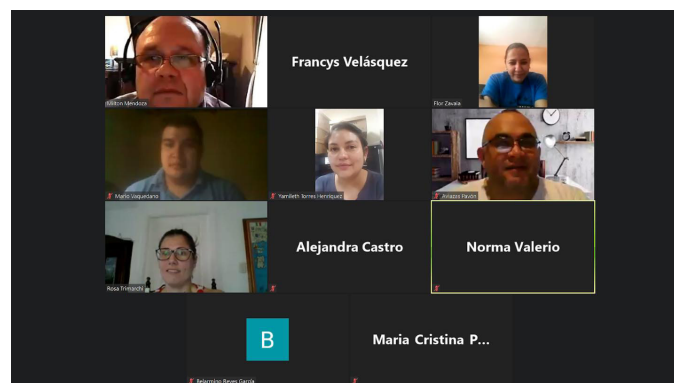 Milton Mendoza
Francys Velásquez
Flor Zavala
Mario Vaquedano
Yamileth Torres Henriquez
Pavón
Rosa Trimarchi
Alejandra Castro
Norma Valerio
B
Belarmino Reyes García
Maria Cristina P...